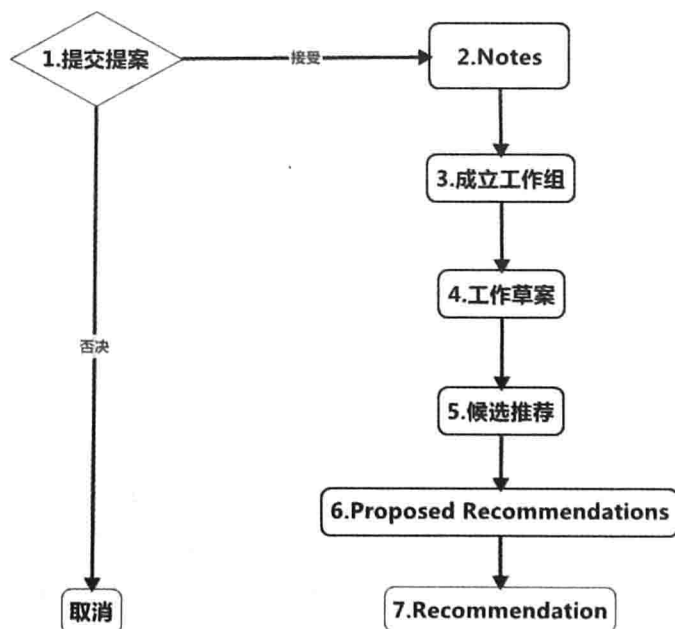 1.提交提案
接受
2.Notes
3.成立工作组
4.工作草案
否决
5.候选推荐
6.Proposed Recommendations
取消
7.Recommendation